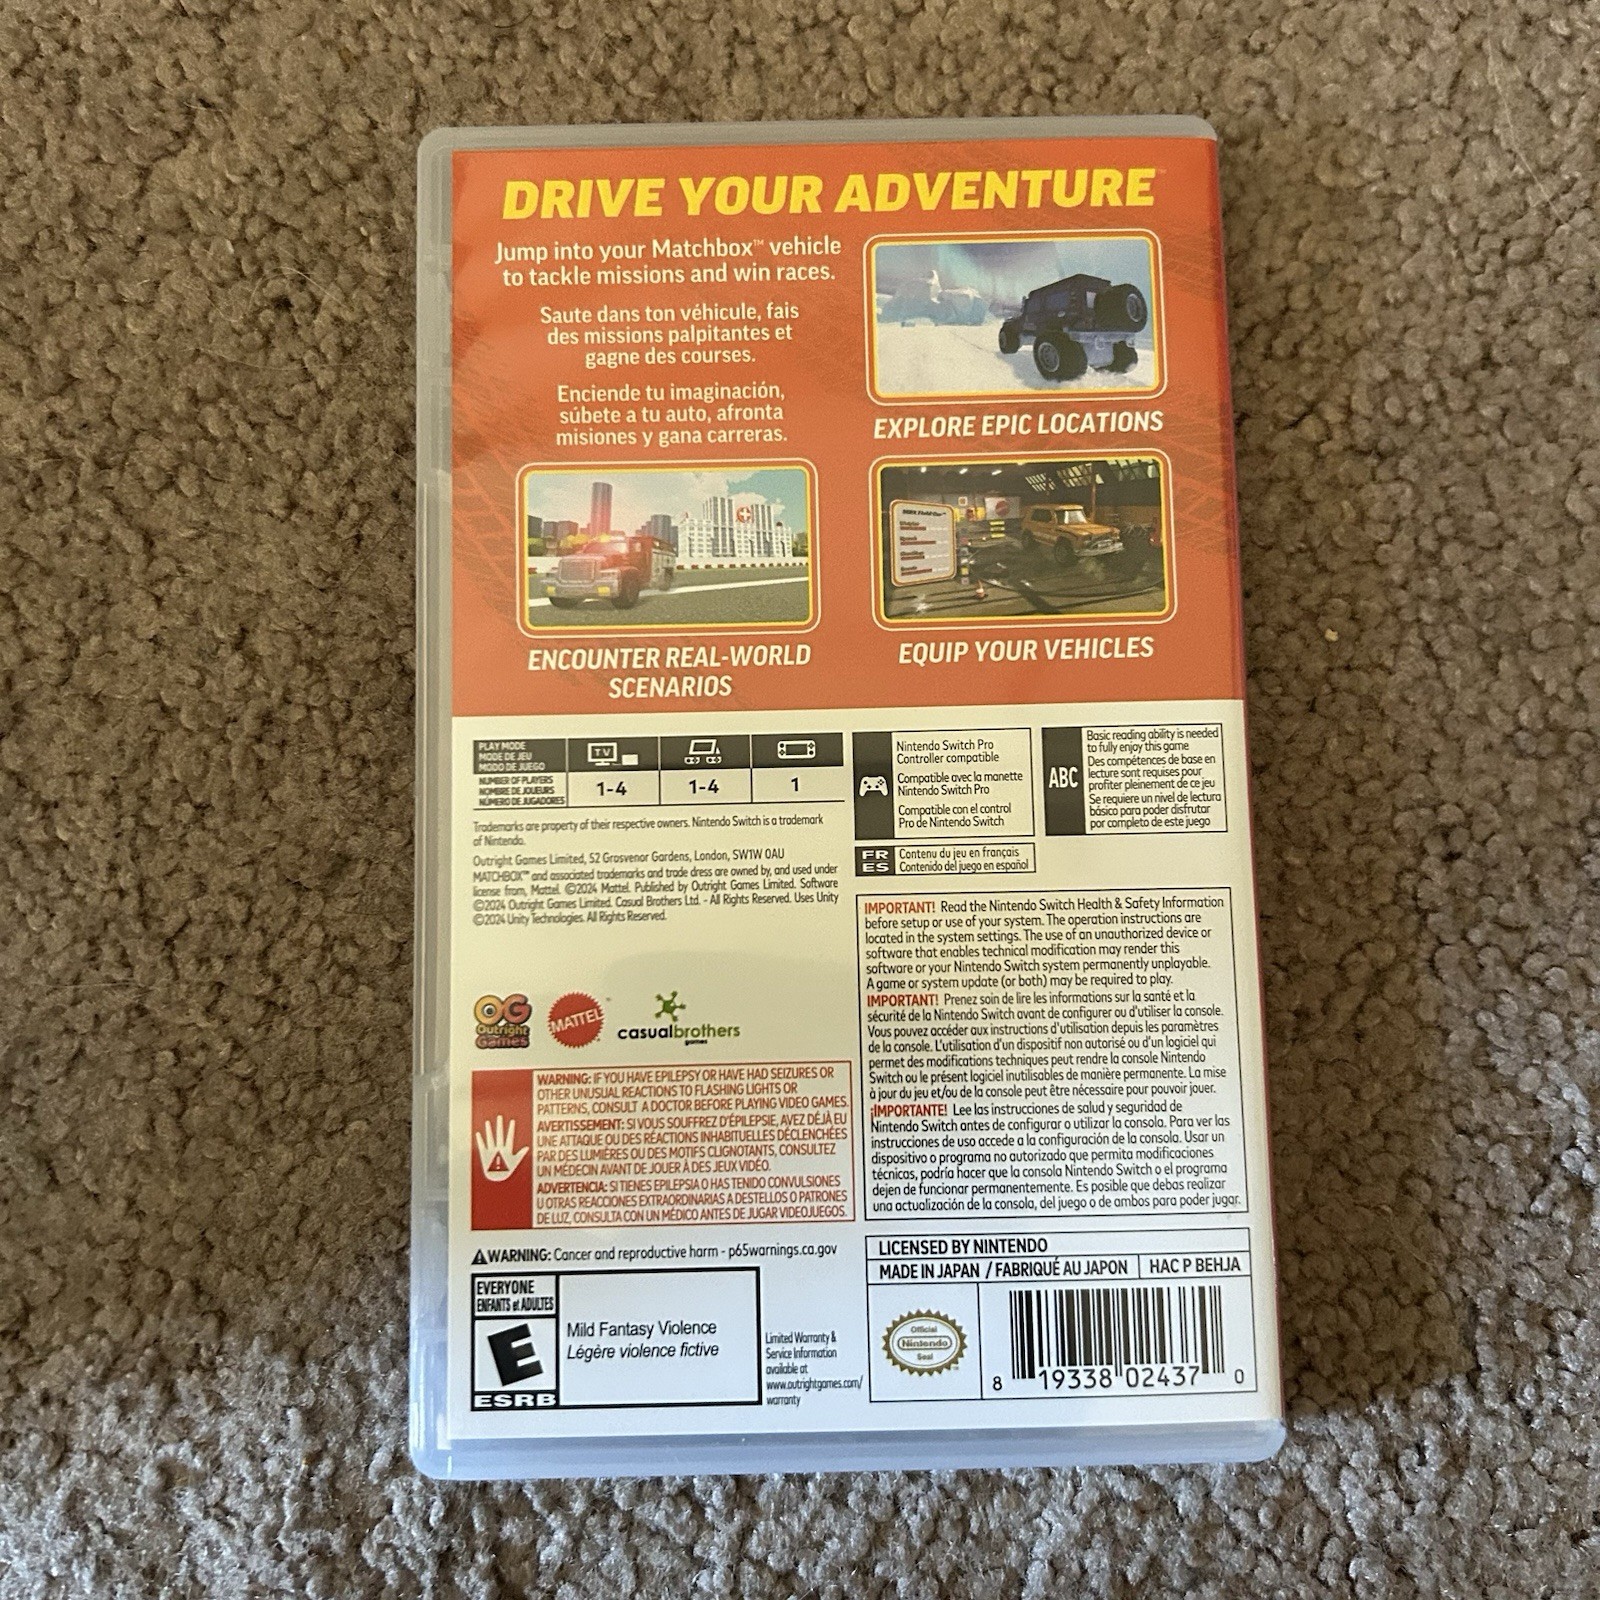 DRIVE YOUR ADVENTURE™
Jump into your Matchbox™ vehicle
to tackle missions and win races.
Saute dans ton véhicule, fais
des missions palpitantes et
gagne des courses.
Enciende tu imaginación,
súbete a tu auto, afronta
misiones y gana carreras.
EXPLORE EPIC LOCATIONS
ENCOUNTER REAL-WORLD
SCENARIOS
EQUIP YOUR VEHICLES
PLAY MODE
MODE DE JEU
MODO DE JUEGO
TV
NUMBER OF PLAYERS
NOMBRE DE JOUEURS
NÚMERO DE JUGADORES
1-4
1-4
1
Nintendo Switch Pro
Controller compatible
Compatible avec la manette
Nintendo Switch Pro
Compatible con el control
Pro de Nintendo Switch
ABC
Basic reading ability is needed
to fully enjoy this game
Des compétences de base en
lecture sont requises pour
profiter pleinement de ce jeu
Se requiere un nivel de lectura
básico para poder disfrutar
por completo de este juego
FR
ES
Contenu du jeu en français
Contenido del juego en español
Trademarks are property of their respective owners. Nintendo Switch is a trademark
of Nintendo.
Outright Games Limited, 52 Grosvenor Gardens, London, SW1W 0AU
MATCHBOX™ and associated trademarks and trade dress are owned by, and used under
license from, Mattel. ©2024 Mattel. Published by Outright Games Limited. Software
©2024 Outright Games Limited. Casual Brothers Ltd. - All Rights Reserved. Uses Unity
©2024 Unity Technologies. All Rights Reserved.
IMPORTANT! Read the Nintendo Switch Health & Safety Information
before setup or use of your system. The operation instructions are
located in the system settings. The use of an unauthorized device or
software that enables technical modification may render this
software or your Nintendo Switch system permanently unplayable.
A game or system update (or both) may be required to play.
IMPORTANT! Prenez soin de lire les informations sur la santé et la
sécurité de la Nintendo Switch avant de configurer ou d'utiliser la console.
Vous pouvez accéder aux instructions d'utilisation depuis les paramètres
de la console. L'utilisation d'un dispositif non autorisé ou d'un logiciel qui
permet des modifications techniques peut rendre la console Nintendo
Switch ou le présent logiciel inutilisables de manière permanente. La mise
à jour du jeu et/ou de la console peut être nécessaire pour pouvoir jouer.
¡IMPORTANTE! Lee las instrucciones de salud y seguridad de
Nintendo Switch antes de configurar o utilizar la consola. Para ver las
instrucciones de uso accede a la configuración de la consola. Usar un
dispositivo o programa no autorizado que permita modificaciones
técnicas, podría hacer que la consola Nintendo Switch o el programa
dejen de funcionar permanentemente. Es posible que debas realizar
una actualización de la consola, del juego o de ambos para poder jugar.
OG
Outright
Games
MATTEL
casualbrothers
games
WARNING: IF YOU HAVE EPILEPSY OR HAVE HAD SEIZURES OR
OTHER UNUSUAL REACTIONS TO FLASHING LIGHTS OR
PATTERNS, CONSULT A DOCTOR BEFORE PLAYING VIDEO GAMES.
AVERTISSEMENT: SI VOUS SOUFFREZ D'ÉPILEPSIE, AVEZ DÉJÀ EU
UNE ATTAQUE OU DES RÉACTIONS INHABITUELLES DÉCLENCHÉES
PAR DES LUMIÈRES OU DES MOTIFS CLIGNOTANTS, CONSULTEZ
UN MÉDECIN AVANT DE JOUER À DES JEUX VIDÉO.
ADVERTENCIA: SI TIENES EPILEPSIA O HAS TENIDO CONVULSIONES
U OTRAS REACCIONES EXTRAORDINARIAS A DESTELLOS O PATRONES
DE LUZ, CONSULTA CON UN MÉDICO ANTES DE JUGAR VIDEOJUEGOS.
WARNING: Cancer and reproductive harm - p65warnings.ca.gov
EVERYONE
ENFANTS et ADULTES
E
ESRB
Mild Fantasy Violence
Légère violence fictive
Limited Warranty &
Service Information
available at
www.outrightgames.com/
warranty
LICENSED BY NINTENDO
MADE IN JAPAN / FABRIQUÉ AU JAPON
HAC P BEHJA
Official
Nintendo
Seal
8 19338 02437 0